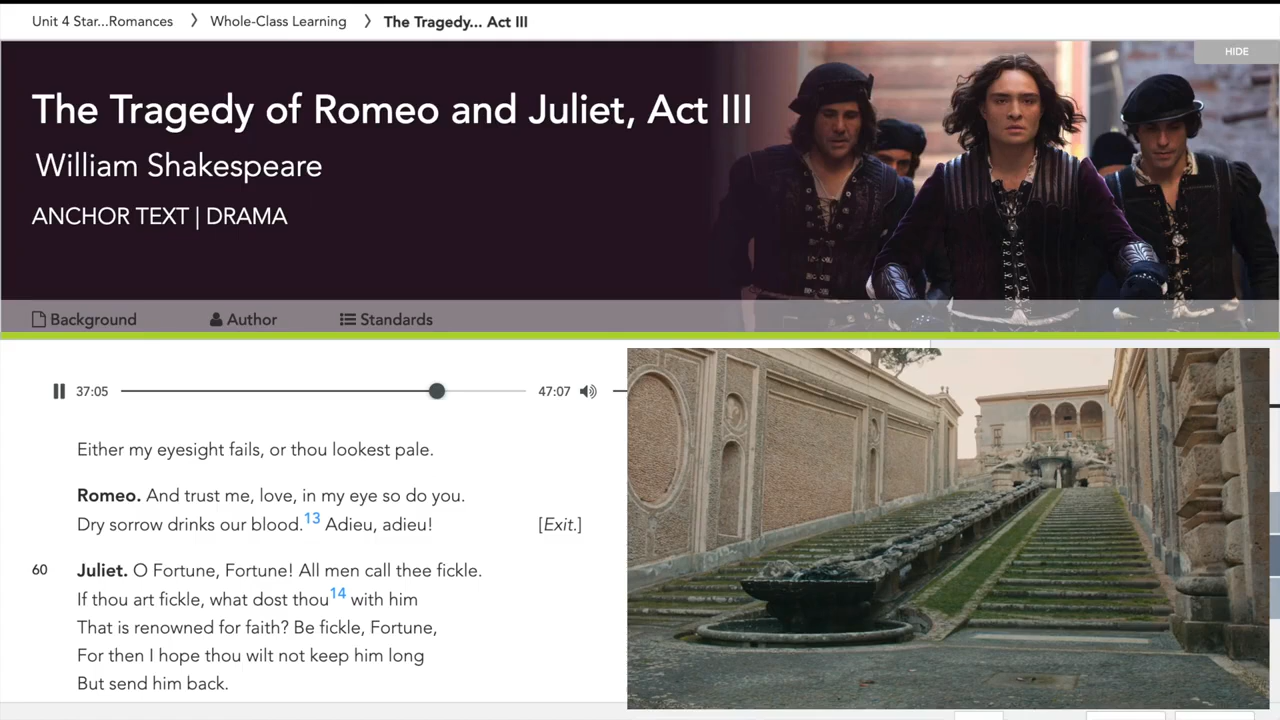 Unit 4 Star...Romances > Whole-Class Learning > The Tragedy... Act III
HIDE
The Tragedy of Romeo and Juliet, Act III
William Shakespeare
ANCHOR TEXT | DRAMA
Background Author Standards
37:05 47:07
Either my eyesight fails, or thou lookest pale.
Romeo. And trust me, love, in my eye so do you.
Dry sorrow drinks our blood.13 Adieu, adieu! [Exit.]
60 Juliet. O Fortune, Fortune! All men call thee fickle.
If thou art fickle, what dost thou14 with him
That is renowned for faith? Be fickle, Fortune,
For then I hope thou wilt not keep him long
But send him back.